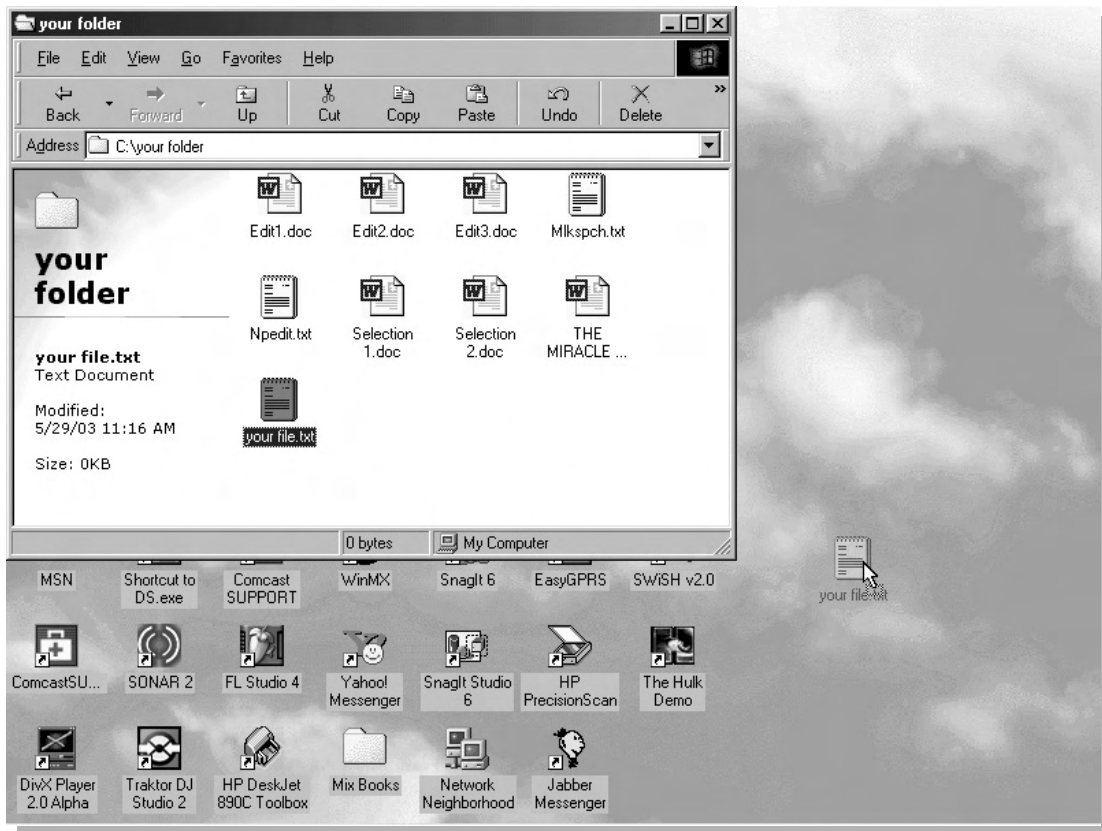 your folder
File Edit View Go Favorites Help
Back Forward Up Cut Copy Paste Undo Delete »
Address C:\your folder
your
folder
your file.txt
Text Document
Modified:
5/29/03 11:16 AM
Size: 0KB
Edit1.doc Edit2.doc Edit3.doc Mlkspch.txt
Npedit.txt Selection 1.doc Selection 2.doc THE MIRACLE ...
your file.txt
0 bytes My Computer
your file.txt
MSN Shortcut to DS.exe Comcast SUPPORT WinMX SnagIt 6 EasyGPRS SWiSH v2.0
ComcastSU... SONAR 2 FL Studio 4 Yahoo! Messenger SnagIt Studio 6 HP PrecisionScan The Hulk Demo
DivX Player 2.0 Alpha Traktor DJ Studio 2 HP DeskJet 890C Toolbox Mix Books Network Neighborhood Jabber Messenger